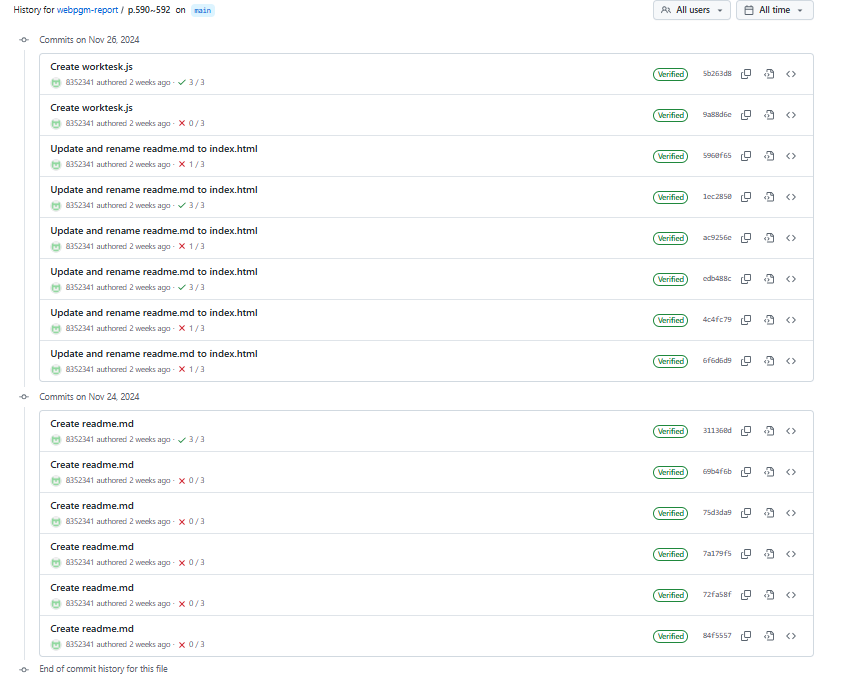 History for webpgm-report / p.590~592 on main
All users
All time
Commits on Nov 26, 2024
Create worktesk.js
8352341 authored 2 weeks ago · 3 / 3
Verified 5b263d8
Create worktesk.js
8352341 authored 2 weeks ago · 0 / 3
Verified 9a88d6e
Update and rename readme.md to index.html
8352341 authored 2 weeks ago · 1 / 3
Verified 5960f65
Update and rename readme.md to index.html
8352341 authored 2 weeks ago · 3 / 3
Verified 1ec2850
Update and rename readme.md to index.html
8352341 authored 2 weeks ago · 1 / 3
Verified ac9256e
Update and rename readme.md to index.html
8352341 authored 2 weeks ago · 3 / 3
Verified edb488c
Update and rename readme.md to index.html
8352341 authored 2 weeks ago · 1 / 3
Verified 4c4fc79
Update and rename readme.md to index.html
8352341 authored 2 weeks ago · 1 / 3
Verified 6f6d6d9
Commits on Nov 24, 2024
Create readme.md
8352341 authored 2 weeks ago · 3 / 3
Verified 311360d
Create readme.md
8352341 authored 2 weeks ago · 0 / 3
Verified 69b4f6b
Create readme.md
8352341 authored 2 weeks ago · 0 / 3
Verified 75d3da9
Create readme.md
8352341 authored 2 weeks ago · 0 / 3
Verified 7a179f5
Create readme.md
8352341 authored 2 weeks ago · 0 / 3
Verified 72fa58f
Create readme.md
8352341 authored 2 weeks ago · 0 / 3
Verified 84f5557
End of commit history for this file